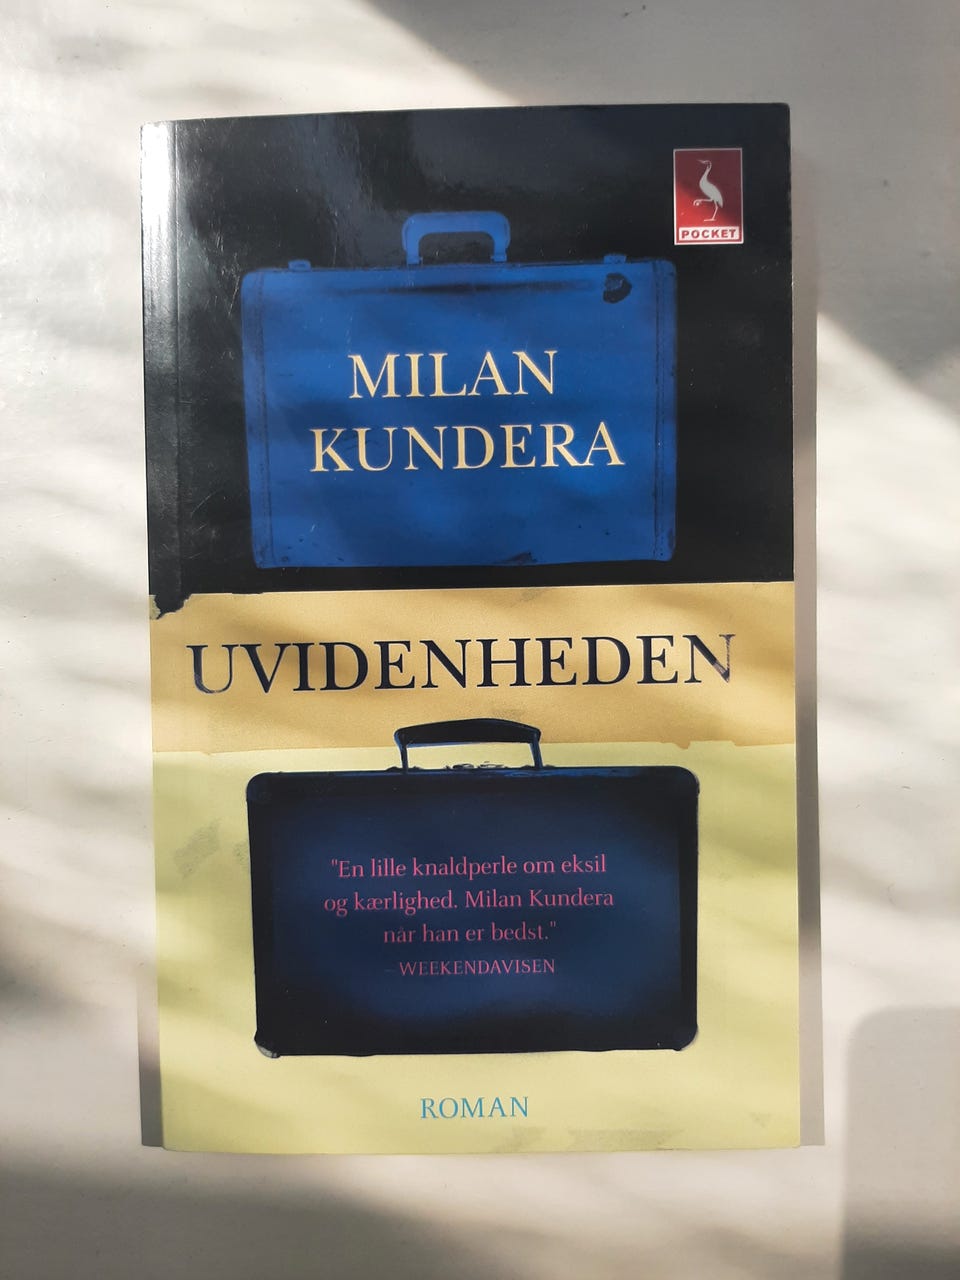 POCKET
MILAN
KUNDERA
UVIDENHEDEN
"En lille knaldperle om eksil
og kærlighed. Milan Kundera
når han er bedst."
–WEEKENDAVISEN
ROMAN